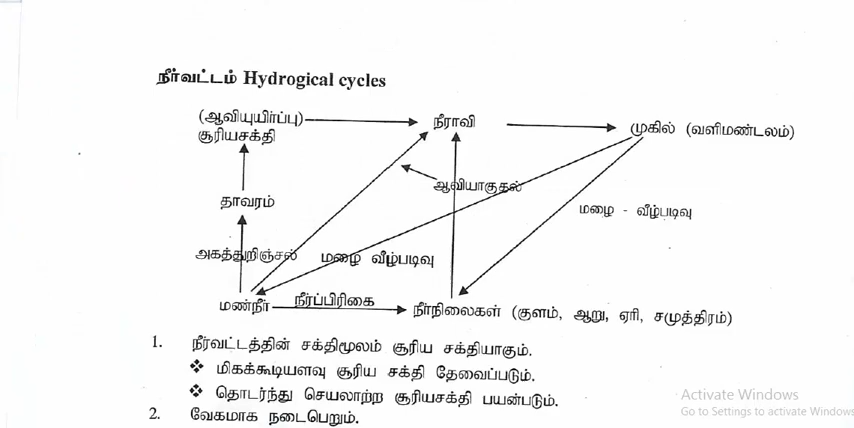 நீர்வட்டம் Hydrogical cycles
(ஆவியுயிர்ப்பு) நீராவி முகில் (வளிமண்டலம்)
சூரியசக்தி
ஆவியாகுதல்
தாவரம்
மழை - வீழ்படிவு
அகத்துறிஞ்சல் மழை வீழ்படிவு
நீர்ப்பிரிகை
மண்நீர் நீர்நிலைகள் (குளம், ஆறு, ஏரி, சமுத்திரம்)
1. நீர்வட்டத்தின் சக்திமூலம் சூரிய சக்தியாகும்.
❖ மிகக்கூடியளவு சூரிய சக்தி தேவைப்படும்.
❖ தொடர்ந்து செயலாற்ற சூரியசக்தி பயன்படும்.
2. வேகமாக நடைபெறும்.
Activate Windows
Go to Settings to activate Windows